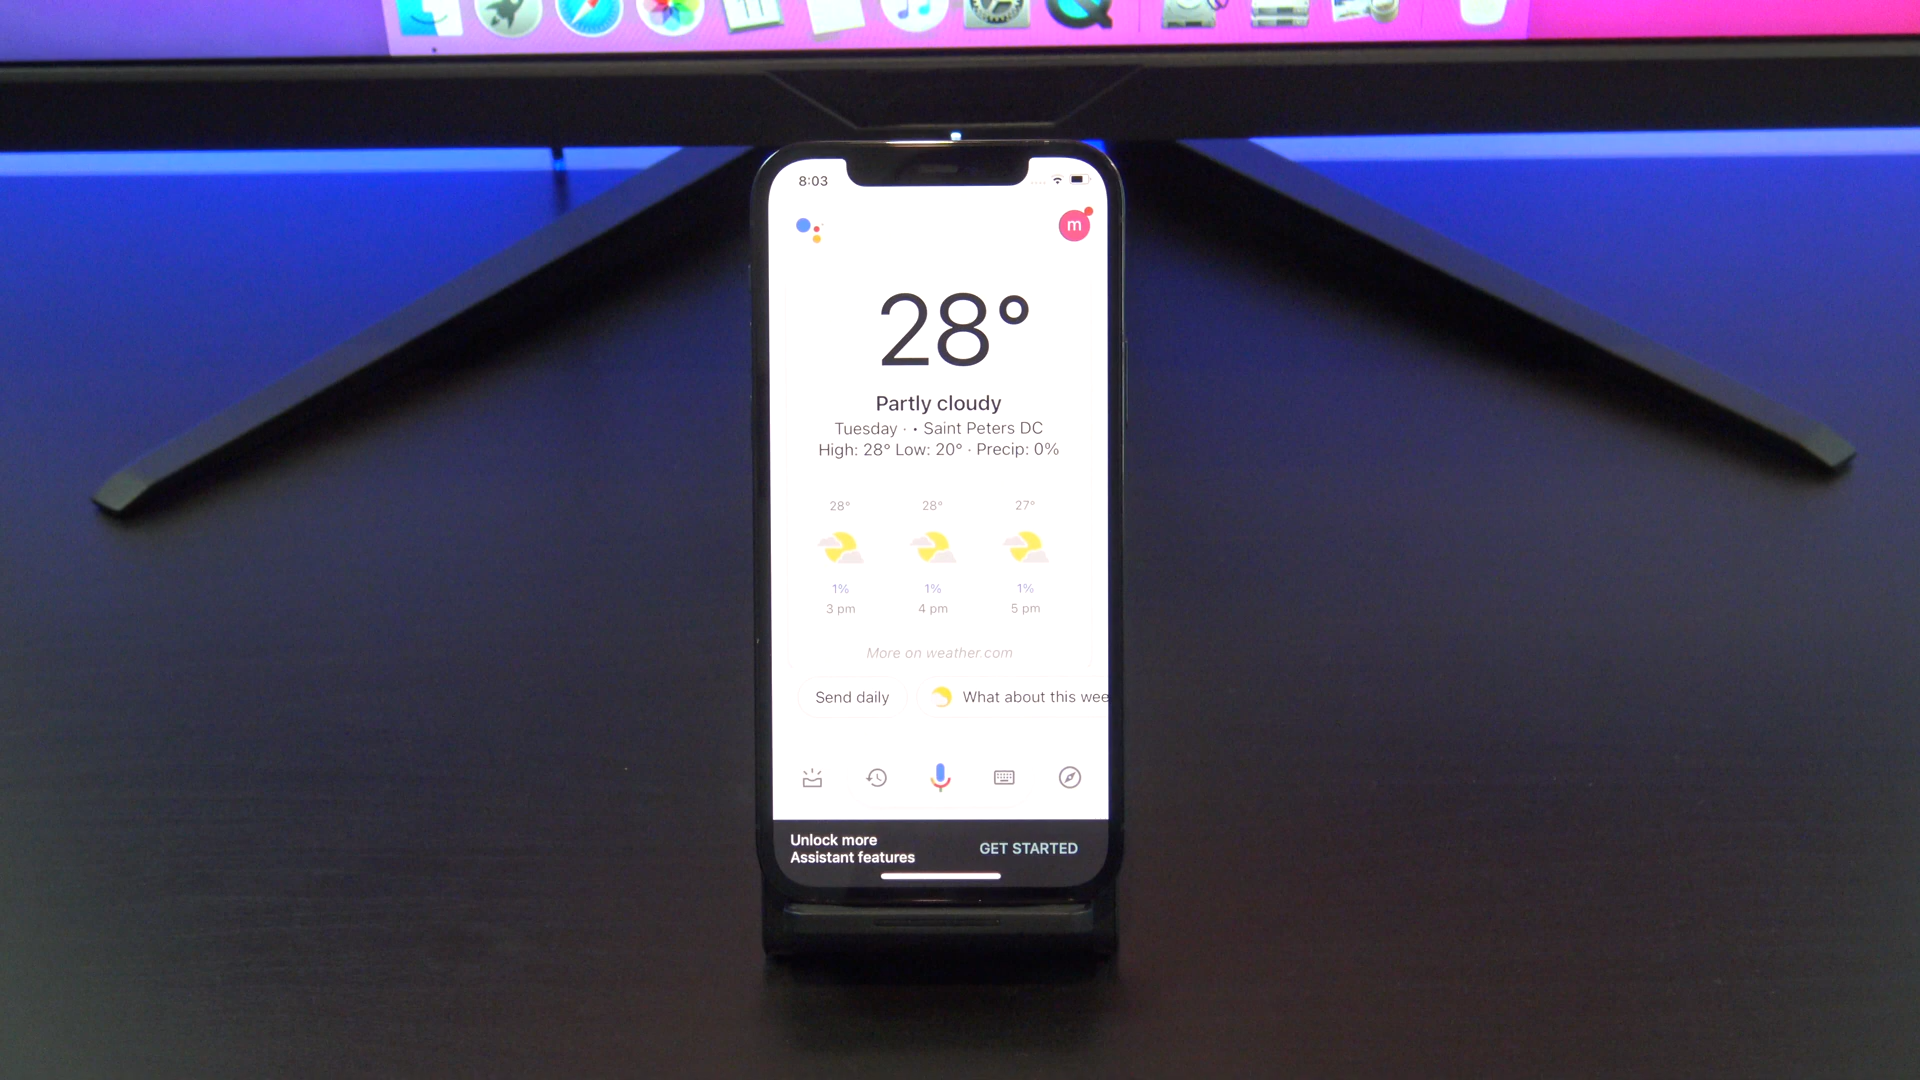 11
8:03
m
28°
Partly cloudy
Tuesday · • Saint Peters DC
High: 28° Low: 20° · Precip: 0%
28° 28° 27°
1% 1% 1%
3 pm 4 pm 5 pm
More on weather.com
Send daily What about this wee
Unlock more
Assistant features
GET STARTED